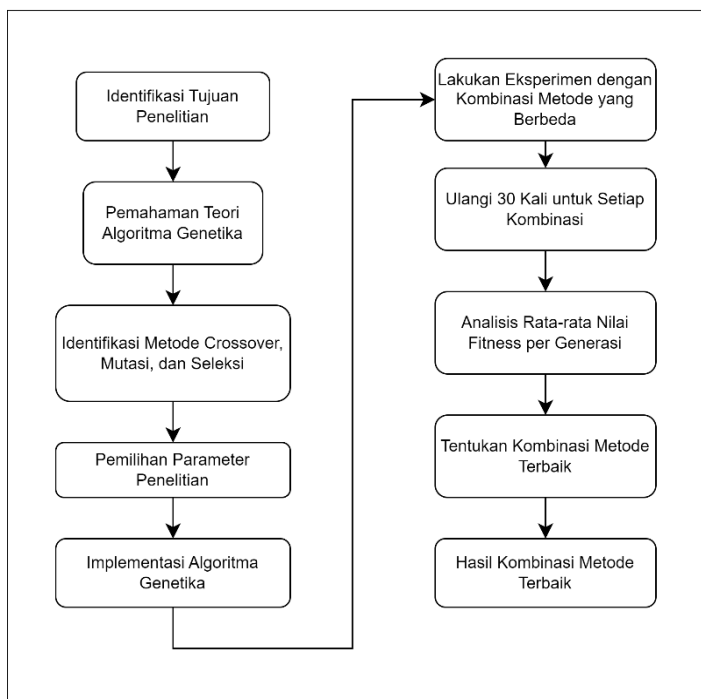 Identifikasi Tujuan
Penelitian
Pemahaman Teori
Algoritma Genetika
Identifikasi Metode Crossover,
Mutasi, dan Seleksi
Pemilihan Parameter
Penelitian
Implementasi Algoritma
Genetika
Lakukan Eksperimen dengan
Kombinasi Metode yang
Berbeda
Ulangi 30 Kali untuk Setiap
Kombinasi
Analisis Rata-rata Nilai
Fitness per Generasi
Tentukan Kombinasi Metode
Terbaik
Hasil Kombinasi Metode
Terbaik